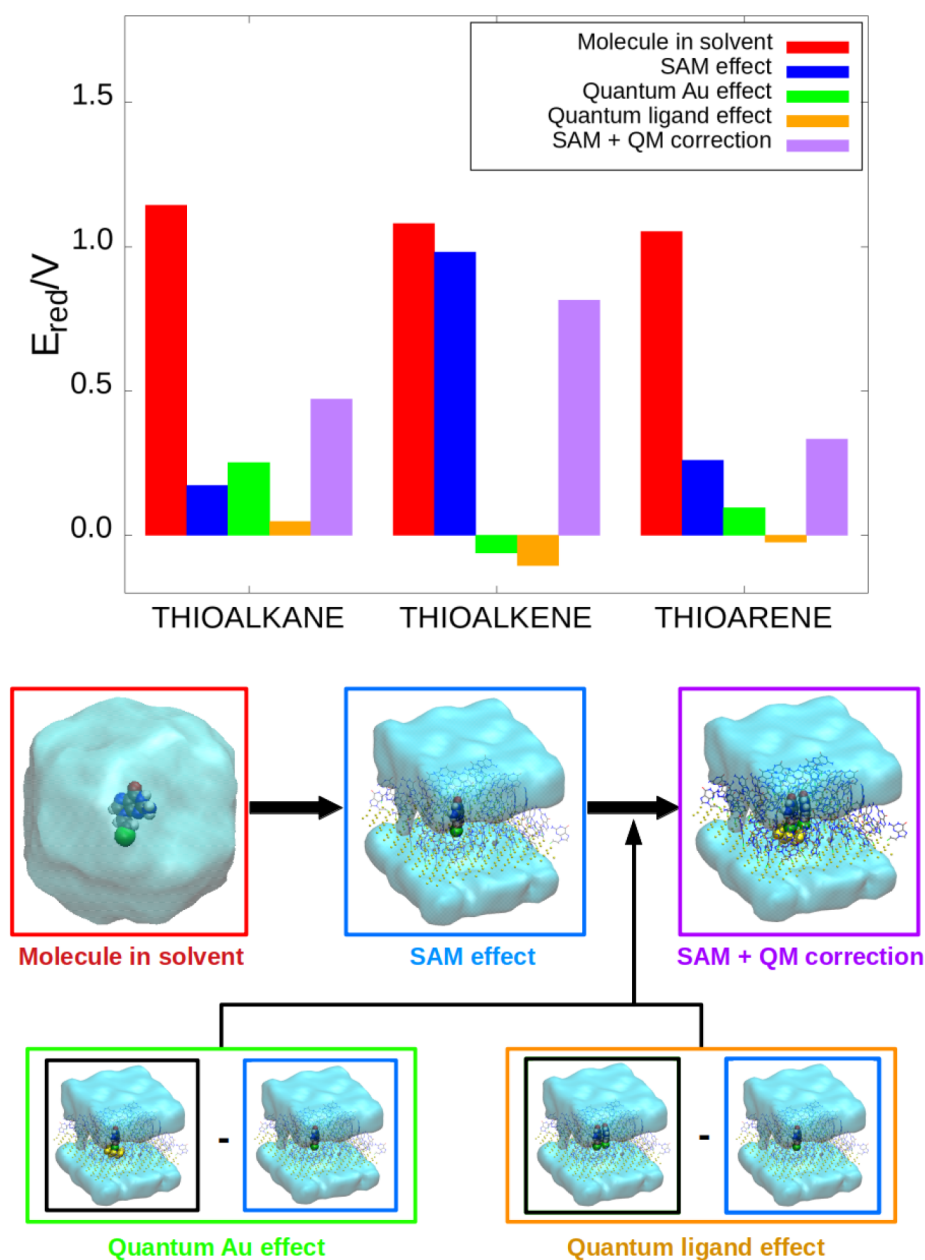 Molecule in solvent
SAM effect
Quantum Au effect
Quantum ligand effect
SAM + QM correction
1.5
1.0
0.5
0.0
E_red/V
THIOALKANE THIOALKENE THIOARENE
Molecule in solvent SAM effect SAM + QM correction
- -
Quantum Au effect Quantum ligand effect